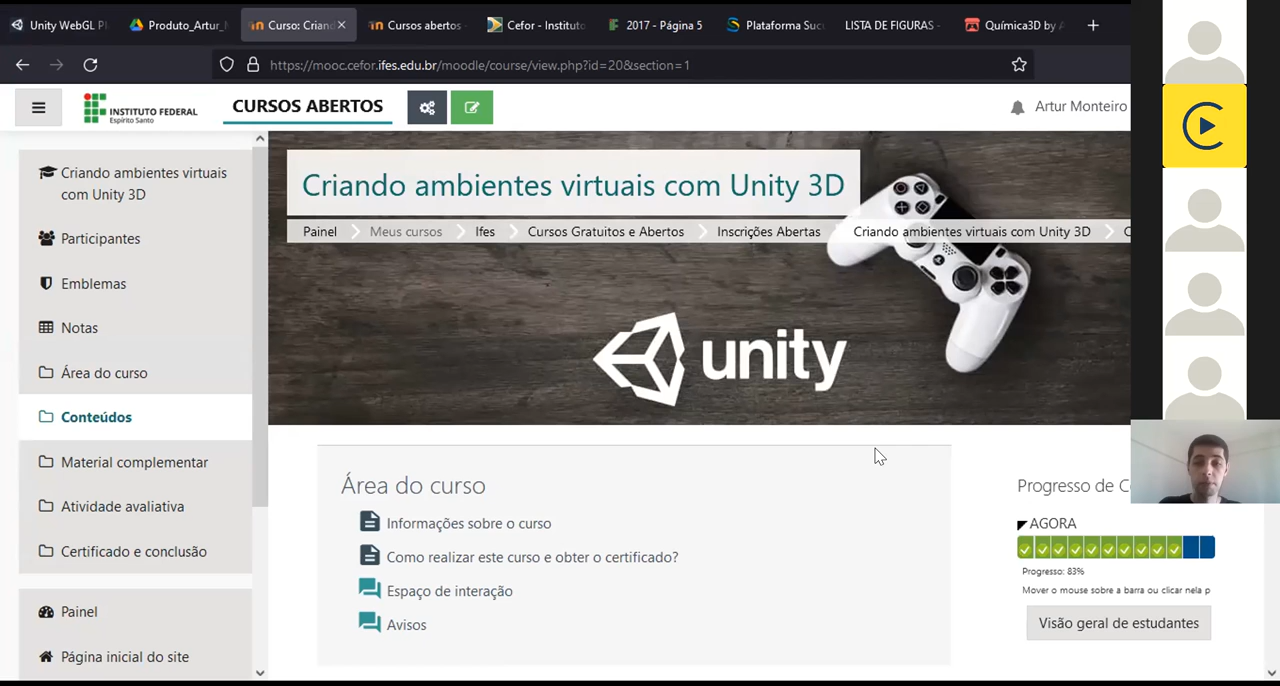 Unity WebGL Pl
Produto_Artur_
Curso: Criand
Cursos abertos
Cefor - Instituto
2017 - Página 5
Plataforma Suc
LISTA DE FIGURAS -
Química3D by A
https://mooc.cefor.ifes.edu.br/moodle/course/view.php?id=20&section=1
INSTITUTO FEDERAL
Espírito Santo
CURSOS ABERTOS
Artur Monteiro
Criando ambientes virtuais
com Unity 3D
Participantes
Emblemas
Notas
Área do curso
Conteúdos
Material complementar
Atividade avaliativa
Certificado e conclusão
Painel
Página inicial do site
Criando ambientes virtuais com Unity 3D
Painel Meus cursos Ifes Cursos Gratuitos e Abertos Inscrições Abertas Criando ambientes virtuais com Unity 3D C
unity
Área do curso
Informações sobre o curso
Como realizar este curso e obter o certificado?
Espaço de interação
Avisos
Progresso de C
AGORA
Progresso: 83%
Mover o mouse sobre a barra ou clicar nela p
Visão geral de estudantes